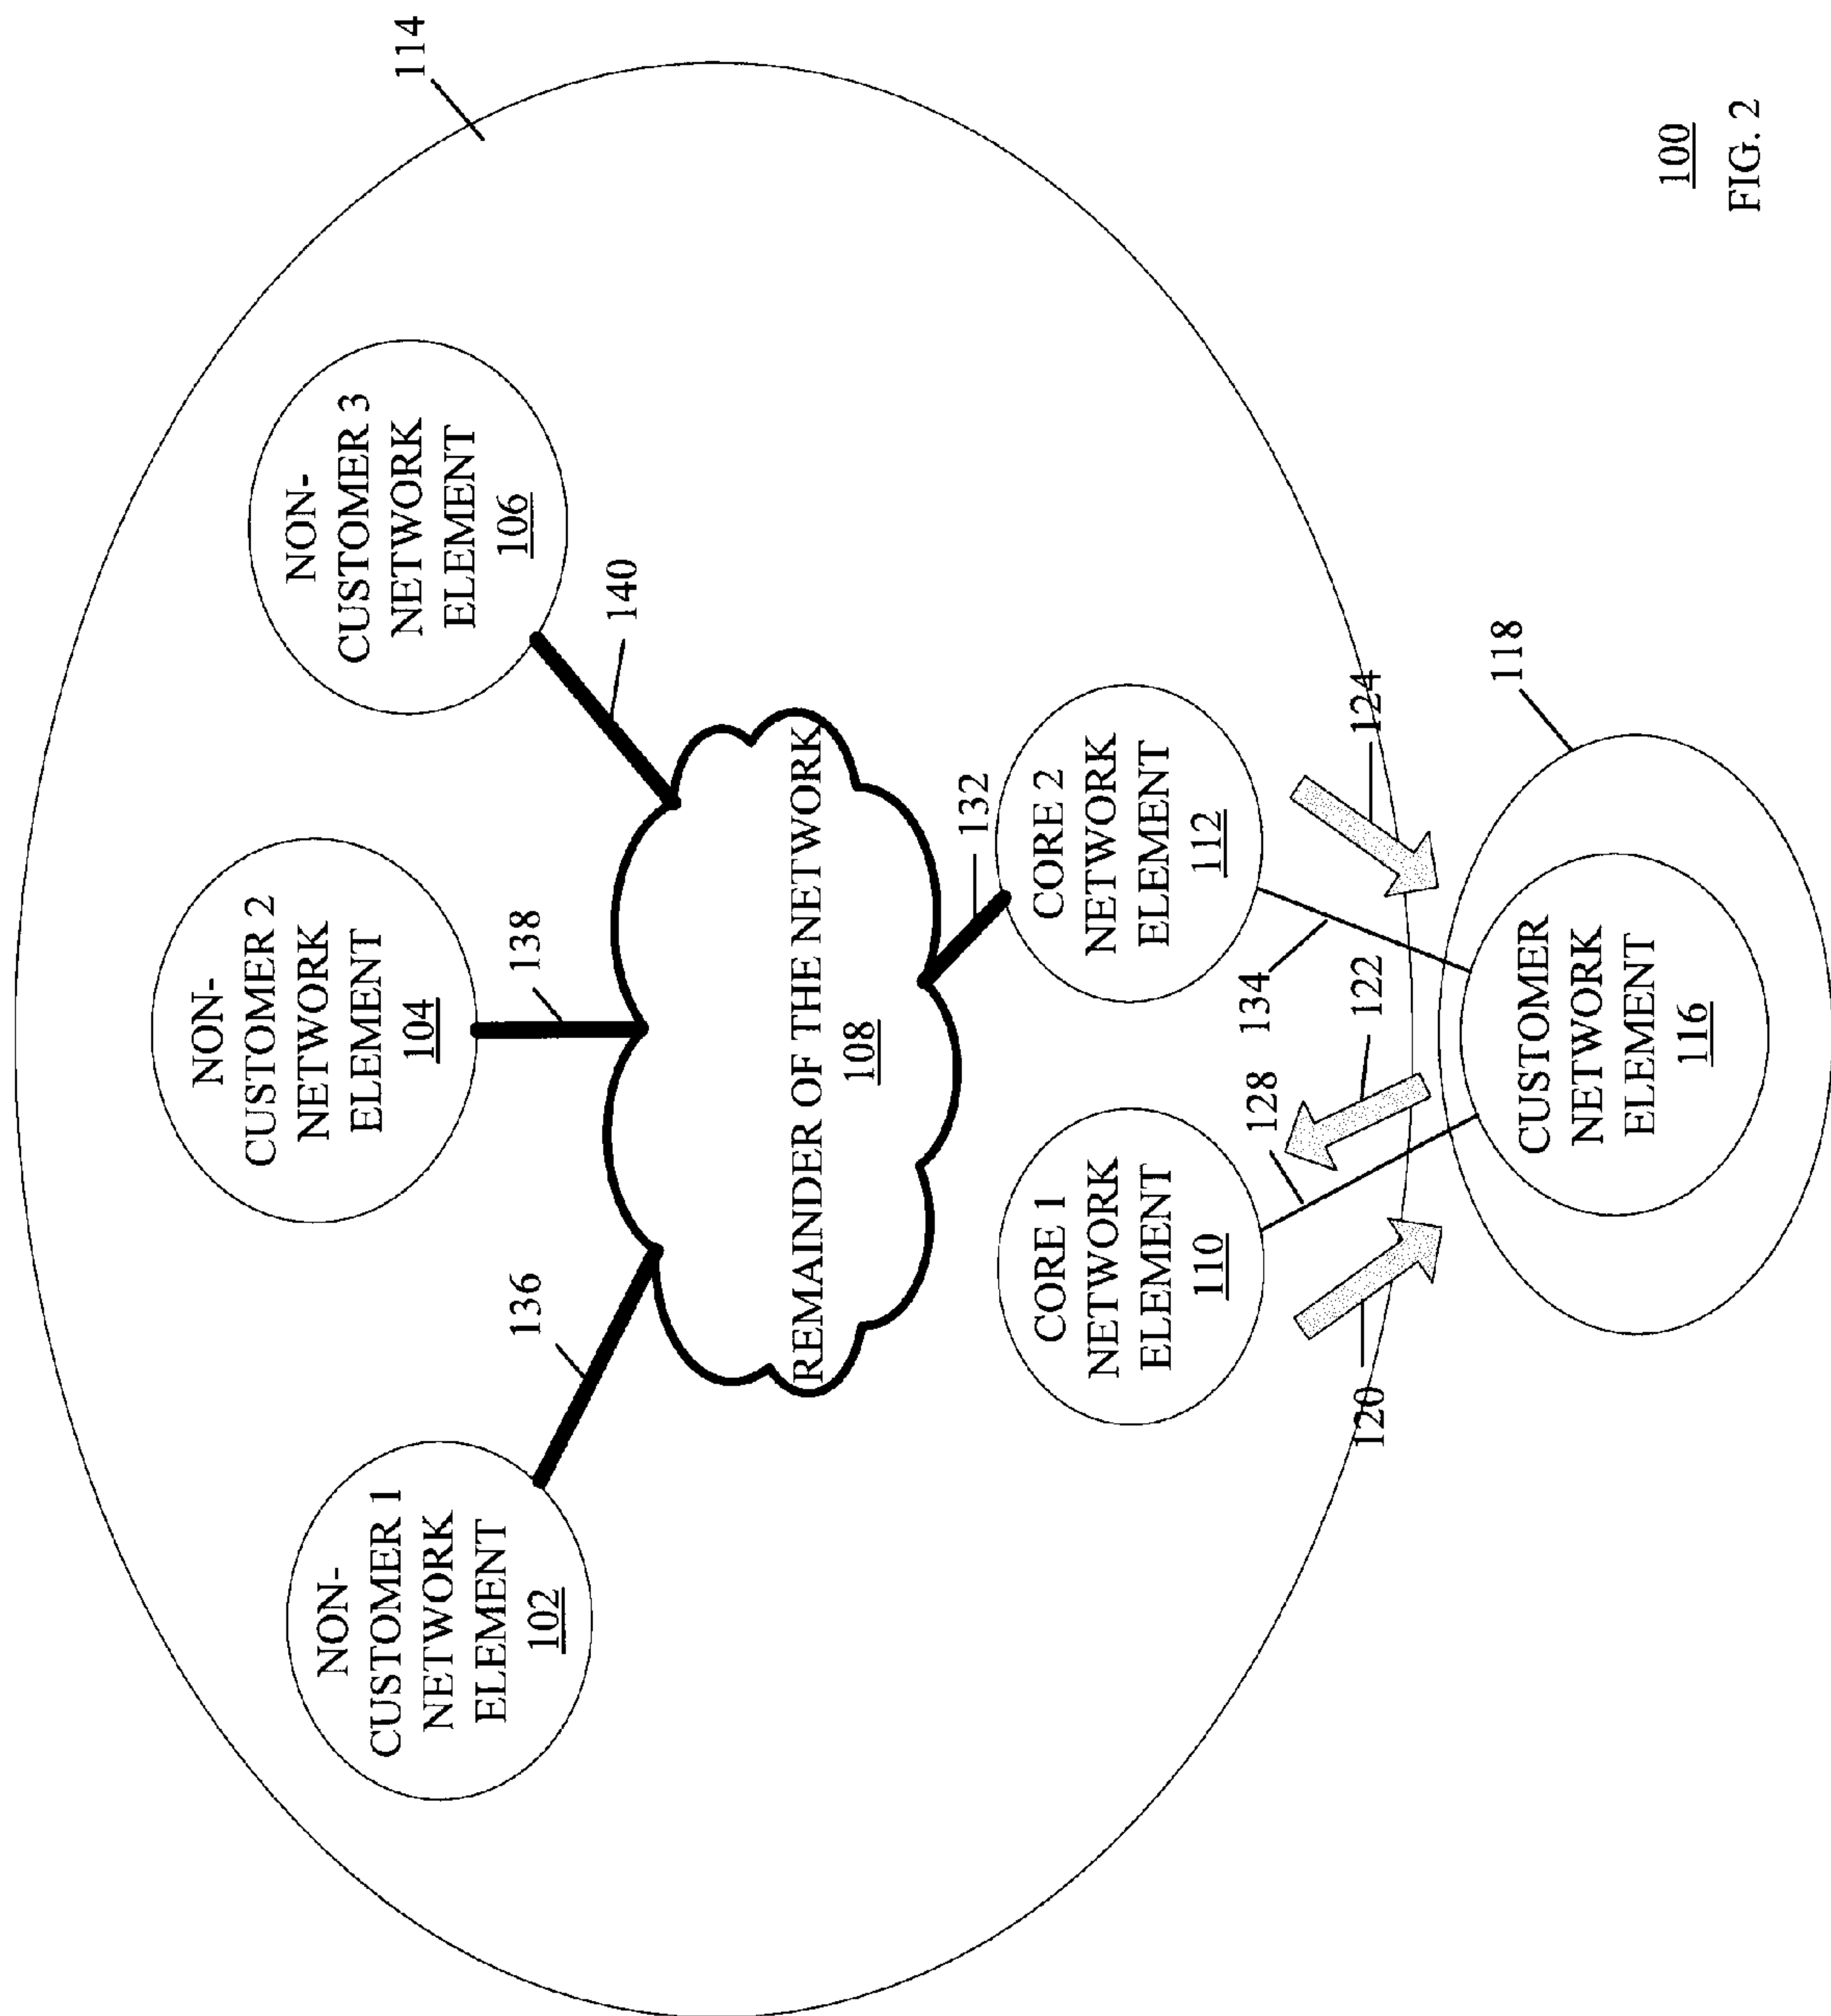 114
NON-
CUSTOMER 2
NETWORK
ELEMENT
104
NON-
CUSTOMER 3
NETWORK
ELEMENT
106
NON-
CUSTOMER 1
NETWORK
ELEMENT
102
136
138
140
REMAINDER OF THE NETWORK
108
132
CORE 1
NETWORK
ELEMENT
110
CORE 2
NETWORK
ELEMENT
112
128
134
120
122
124
118
CUSTOMER
NETWORK
ELEMENT
116
100
FIG. 2